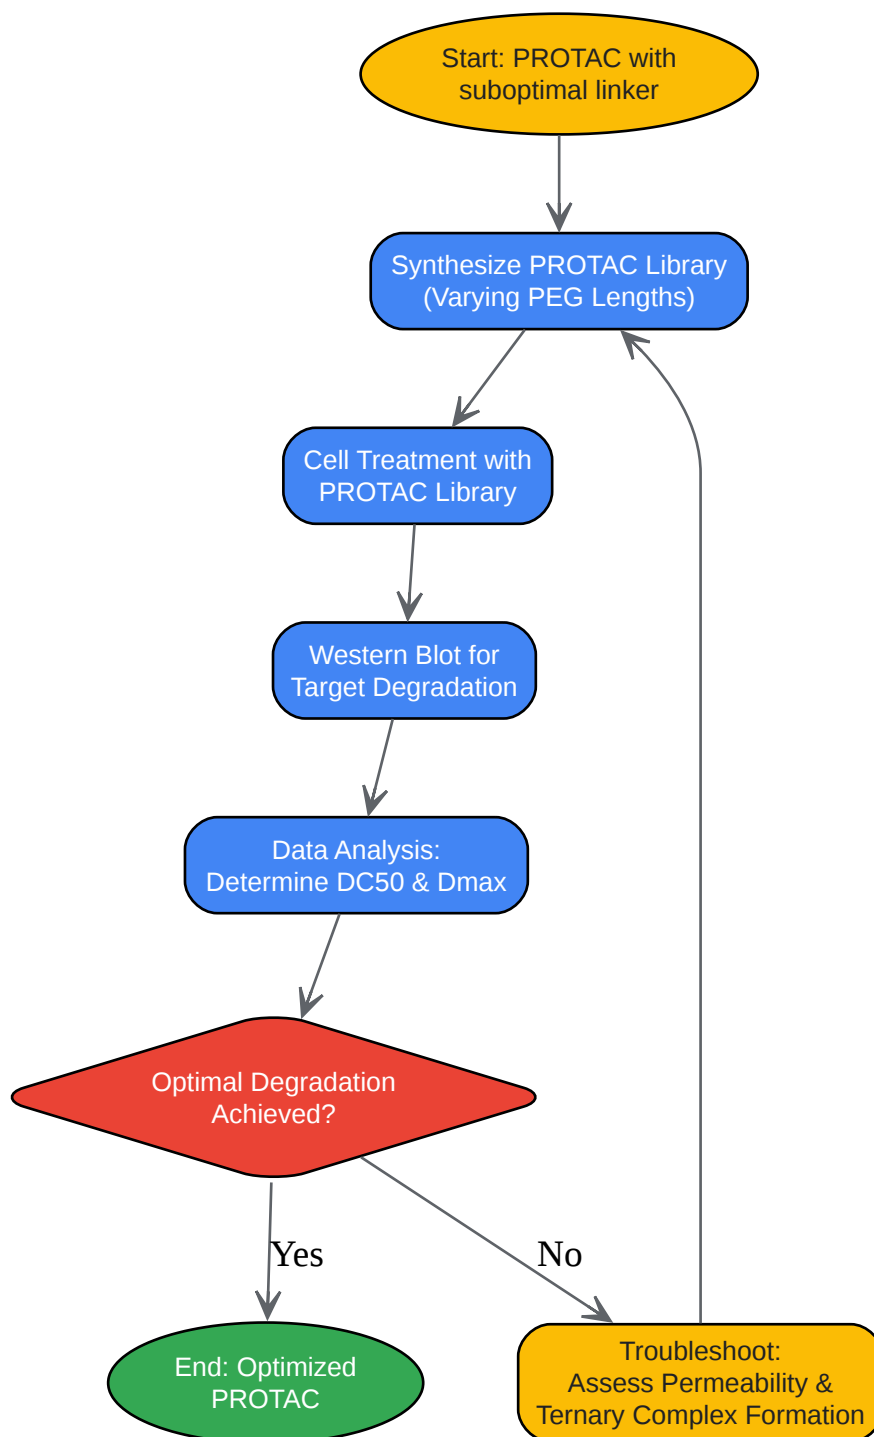 Start: PROTAC with
suboptimal linker
Synthesize PROTAC Library
(Varying PEG Lengths)
Cell Treatment with
PROTAC Library
Western Blot for
Target Degradation
Data Analysis:
Determine DC50 & Dmax
Optimal Degradation
Achieved?
Yes
No
End: Optimized
PROTAC
Troubleshoot:
Assess Permeability &
Ternary Complex Formation